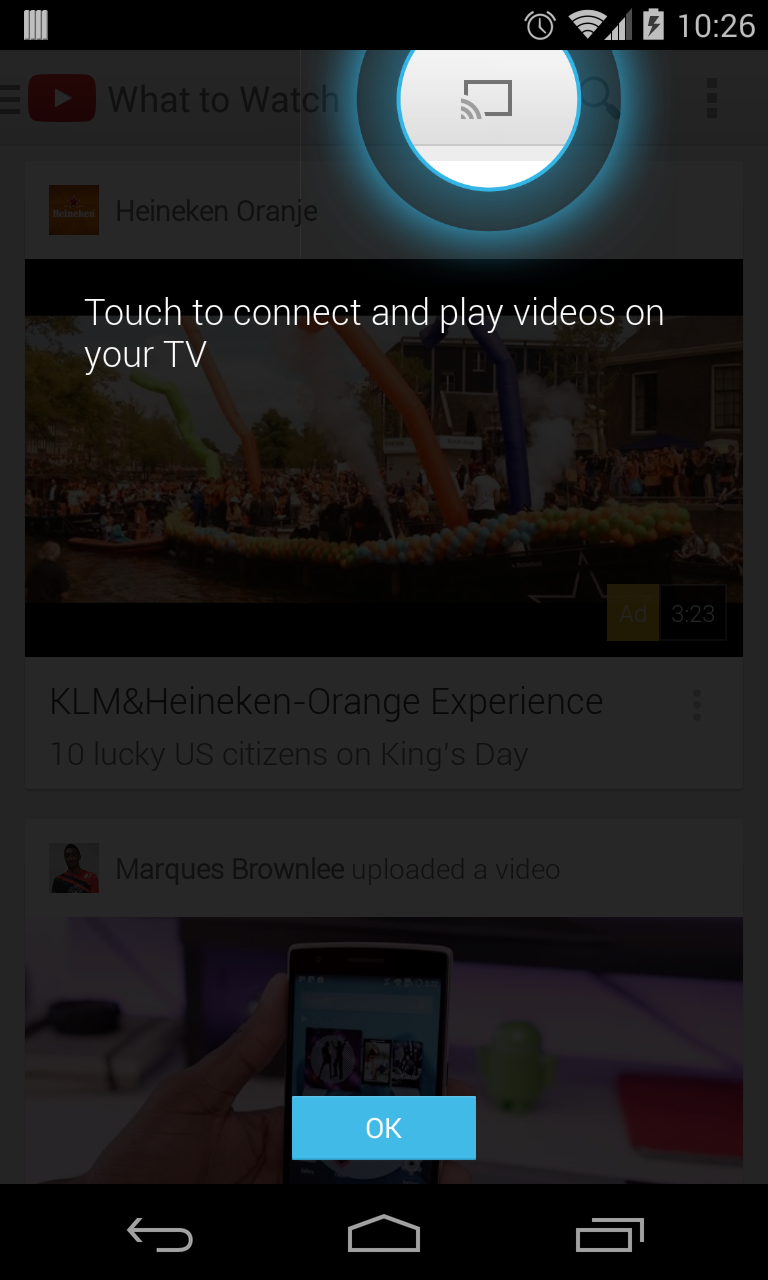 10:26
What to Watch
Heineken
Heineken Oranje
Touch to connect and play videos on
your TV
Ad 3:23
KLM&Heineken-Orange Experience
10 lucky US citizens on King's Day
Marques Brownlee uploaded a video
OK